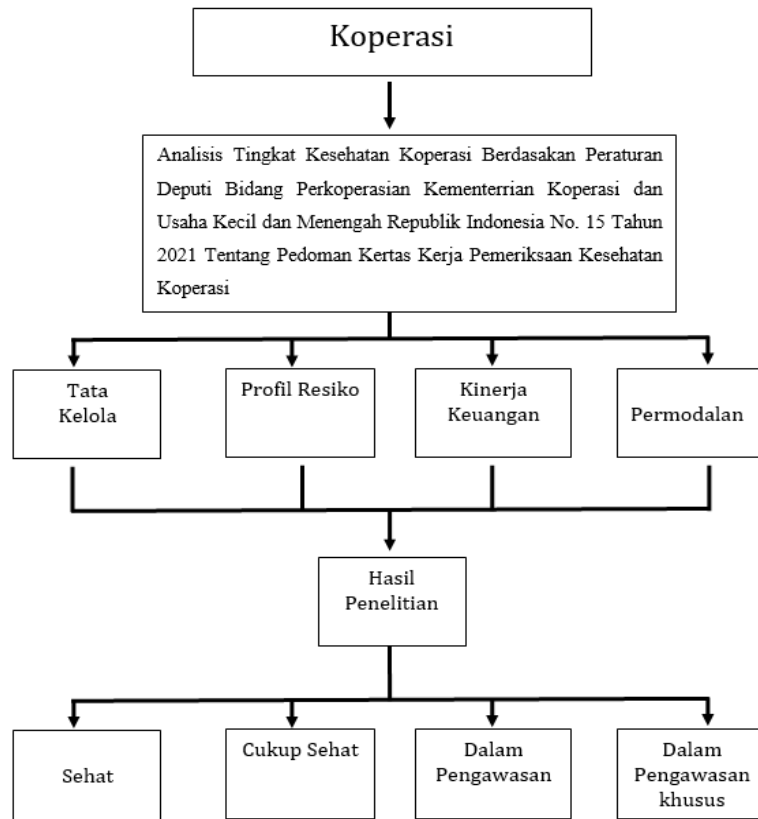 Koperasi
Analisis Tingkat Kesehatan Koperasi Berdasakan Peraturan
Deputi Bidang Perkoperasian Kementerrian Koperasi dan
Usaha Kecil dan Menengah Republik Indonesia No. 15 Tahun
2021 Tentang Pedoman Kertas Kerja Pemeriksaan Kesehatan
Koperasi
Tata
Kelola
Profil Resiko
Kinerja
Keuangan
Permodalan
Hasil
Penelitian
Sehat
Cukup Sehat
Dalam
Pengawasan
Dalam
Pengawasan
khusus